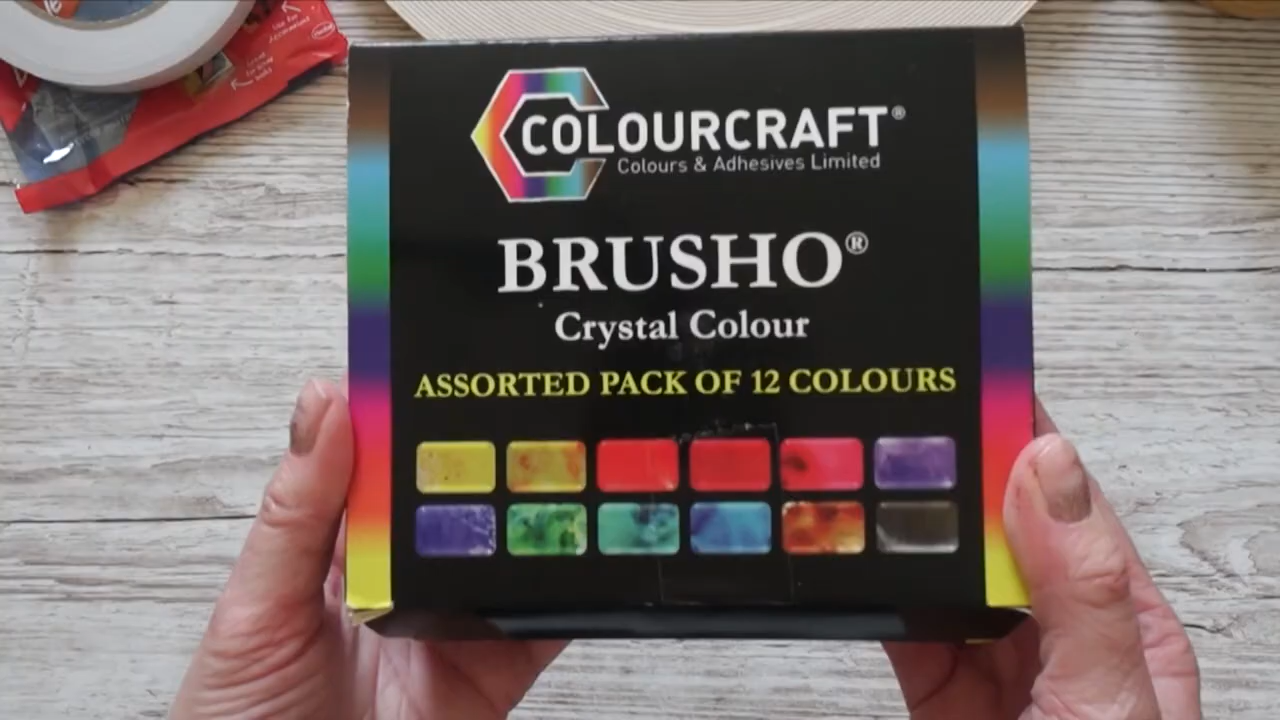 COLOURCRAFT®
Colours & Adhesives Limited
BRUSHO®
Crystal Colour
ASSORTED PACK OF 12 COLOURS